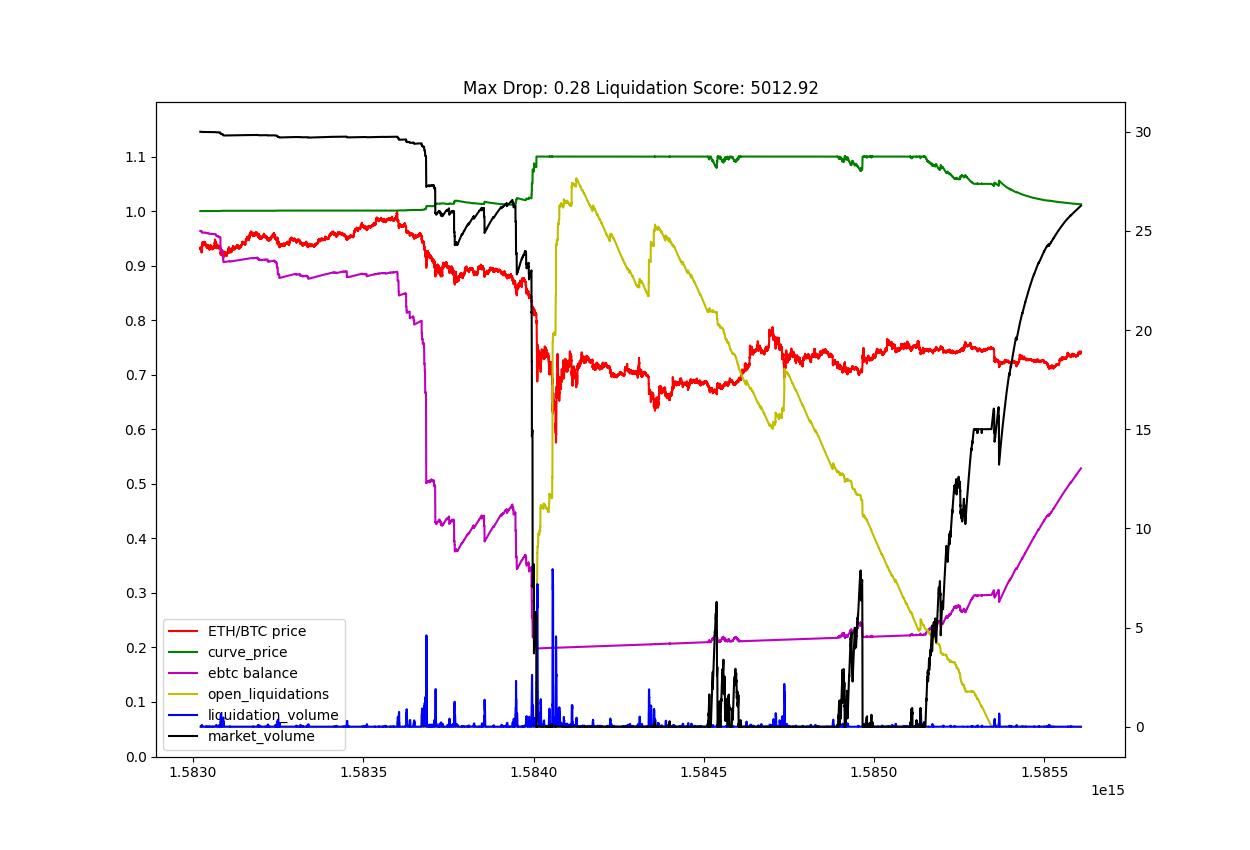 Max Drop: 0.28 Liquidation Score: 5012.92
1.1
1.0
0.9
0.8
0.7
0.6
0.5
0.4
0.3
0.2
0.1
0.0
30
25
20
15
10
5
0
ETH/BTC price
curve_price
ebtc balance
open_liquidations
liquidation_volume
market_volume
1.5830 1.5835 1.5840 1.5845 1.5850 1.5855
1e15